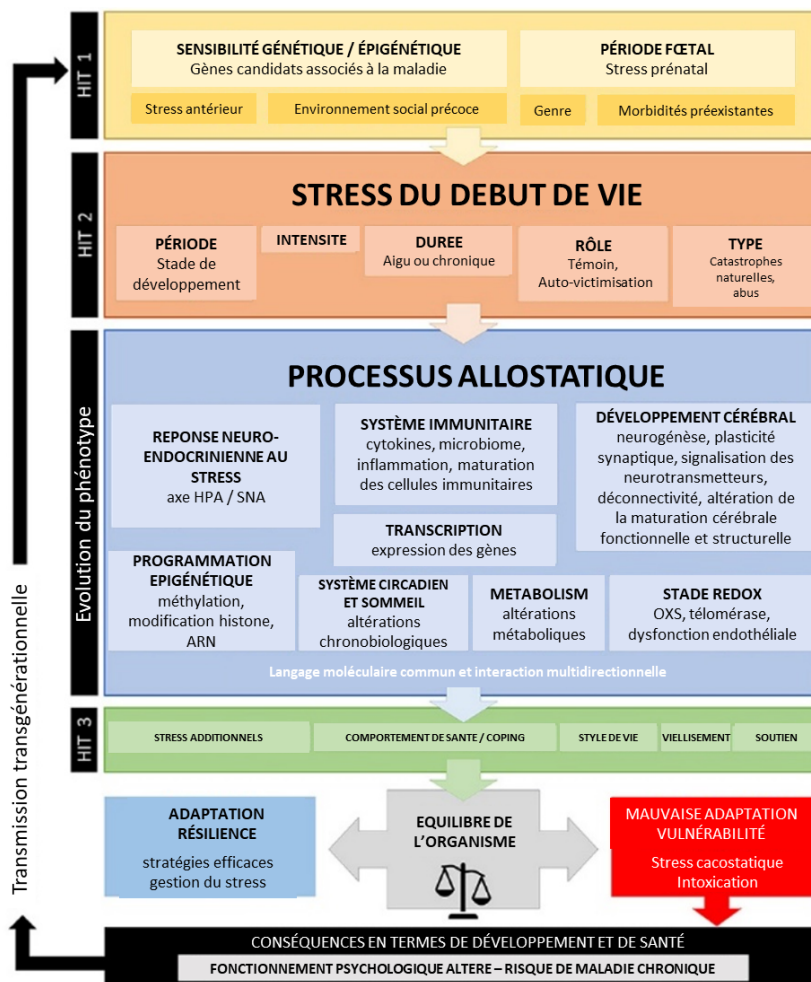 HIT 1
SENSIBILITÉ GÉNÉTIQUE / ÉPIGÉNÉTIQUE
Gènes candidats associés à la maladie
PÉRIODE FŒTAL
Stress prénatal
Stress antérieur
Environnement social précoce
Genre
Morbidités préexistantes
HIT 2
STRESS DU DEBUT DE VIE
PÉRIODE
Stade de
développement
INTENSITE
DUREE
Aigu ou chronique
RÔLE
Témoin,
Auto-victimisation
TYPE
Catastrophes
naturelles,
abus
Evolution du phénotype
PROCESSUS ALLOSTATIQUE
REPONSE NEURO-
ENDOCRINIENNE AU
STRESS
axe HPA / SNA
SYSTÈME IMMUNITAIRE
cytokines, microbiome,
inflammation, maturation
des cellules immunitaires
DÉVELOPPEMENT CÉRÉBRAL
neurogénèse, plasticité
synaptique, signalisation des
neurotransmetteurs,
déconnectivité, altération de
la maturation cérébrale
fonctionnelle et structurelle
TRANSCRIPTION
expression des gènes
PROGRAMMATION
EPIGÉNÉTIQUE
méthylation,
modification histone,
ARN
SYSTÈME CIRCADIEN
ET SOMMEIL
altérations
chronobiologiques
METABOLISM
altérations
métaboliques
STADE REDOX
OXS, télomérase,
dysfonction endothéliale
Langage moléculaire commun et interaction multidirectionnelle
HIT 3
STRESS ADDITIONNELS
COMPORTEMENT DE SANTE / COPING
STYLE DE VIE
VIELLISEMENT
SOUTIEN
ADAPTATION
RÉSILIENCE
stratégies efficaces
gestion du stress
EQUILIBRE DE
L’ORGANISME
MAUVAISE ADAPTATION
VULNÉRABILITÉ
Stress cacostatique
Intoxication
CONSÉQUENCES EN TERMES DE DÉVELOPPEMENT ET DE SANTÉ
FONCTIONNEMENT PSYCHOLOGIQUE ALTERE – RISQUE DE MALADIE CHRONIQUE
Transmission transgénérationnelle